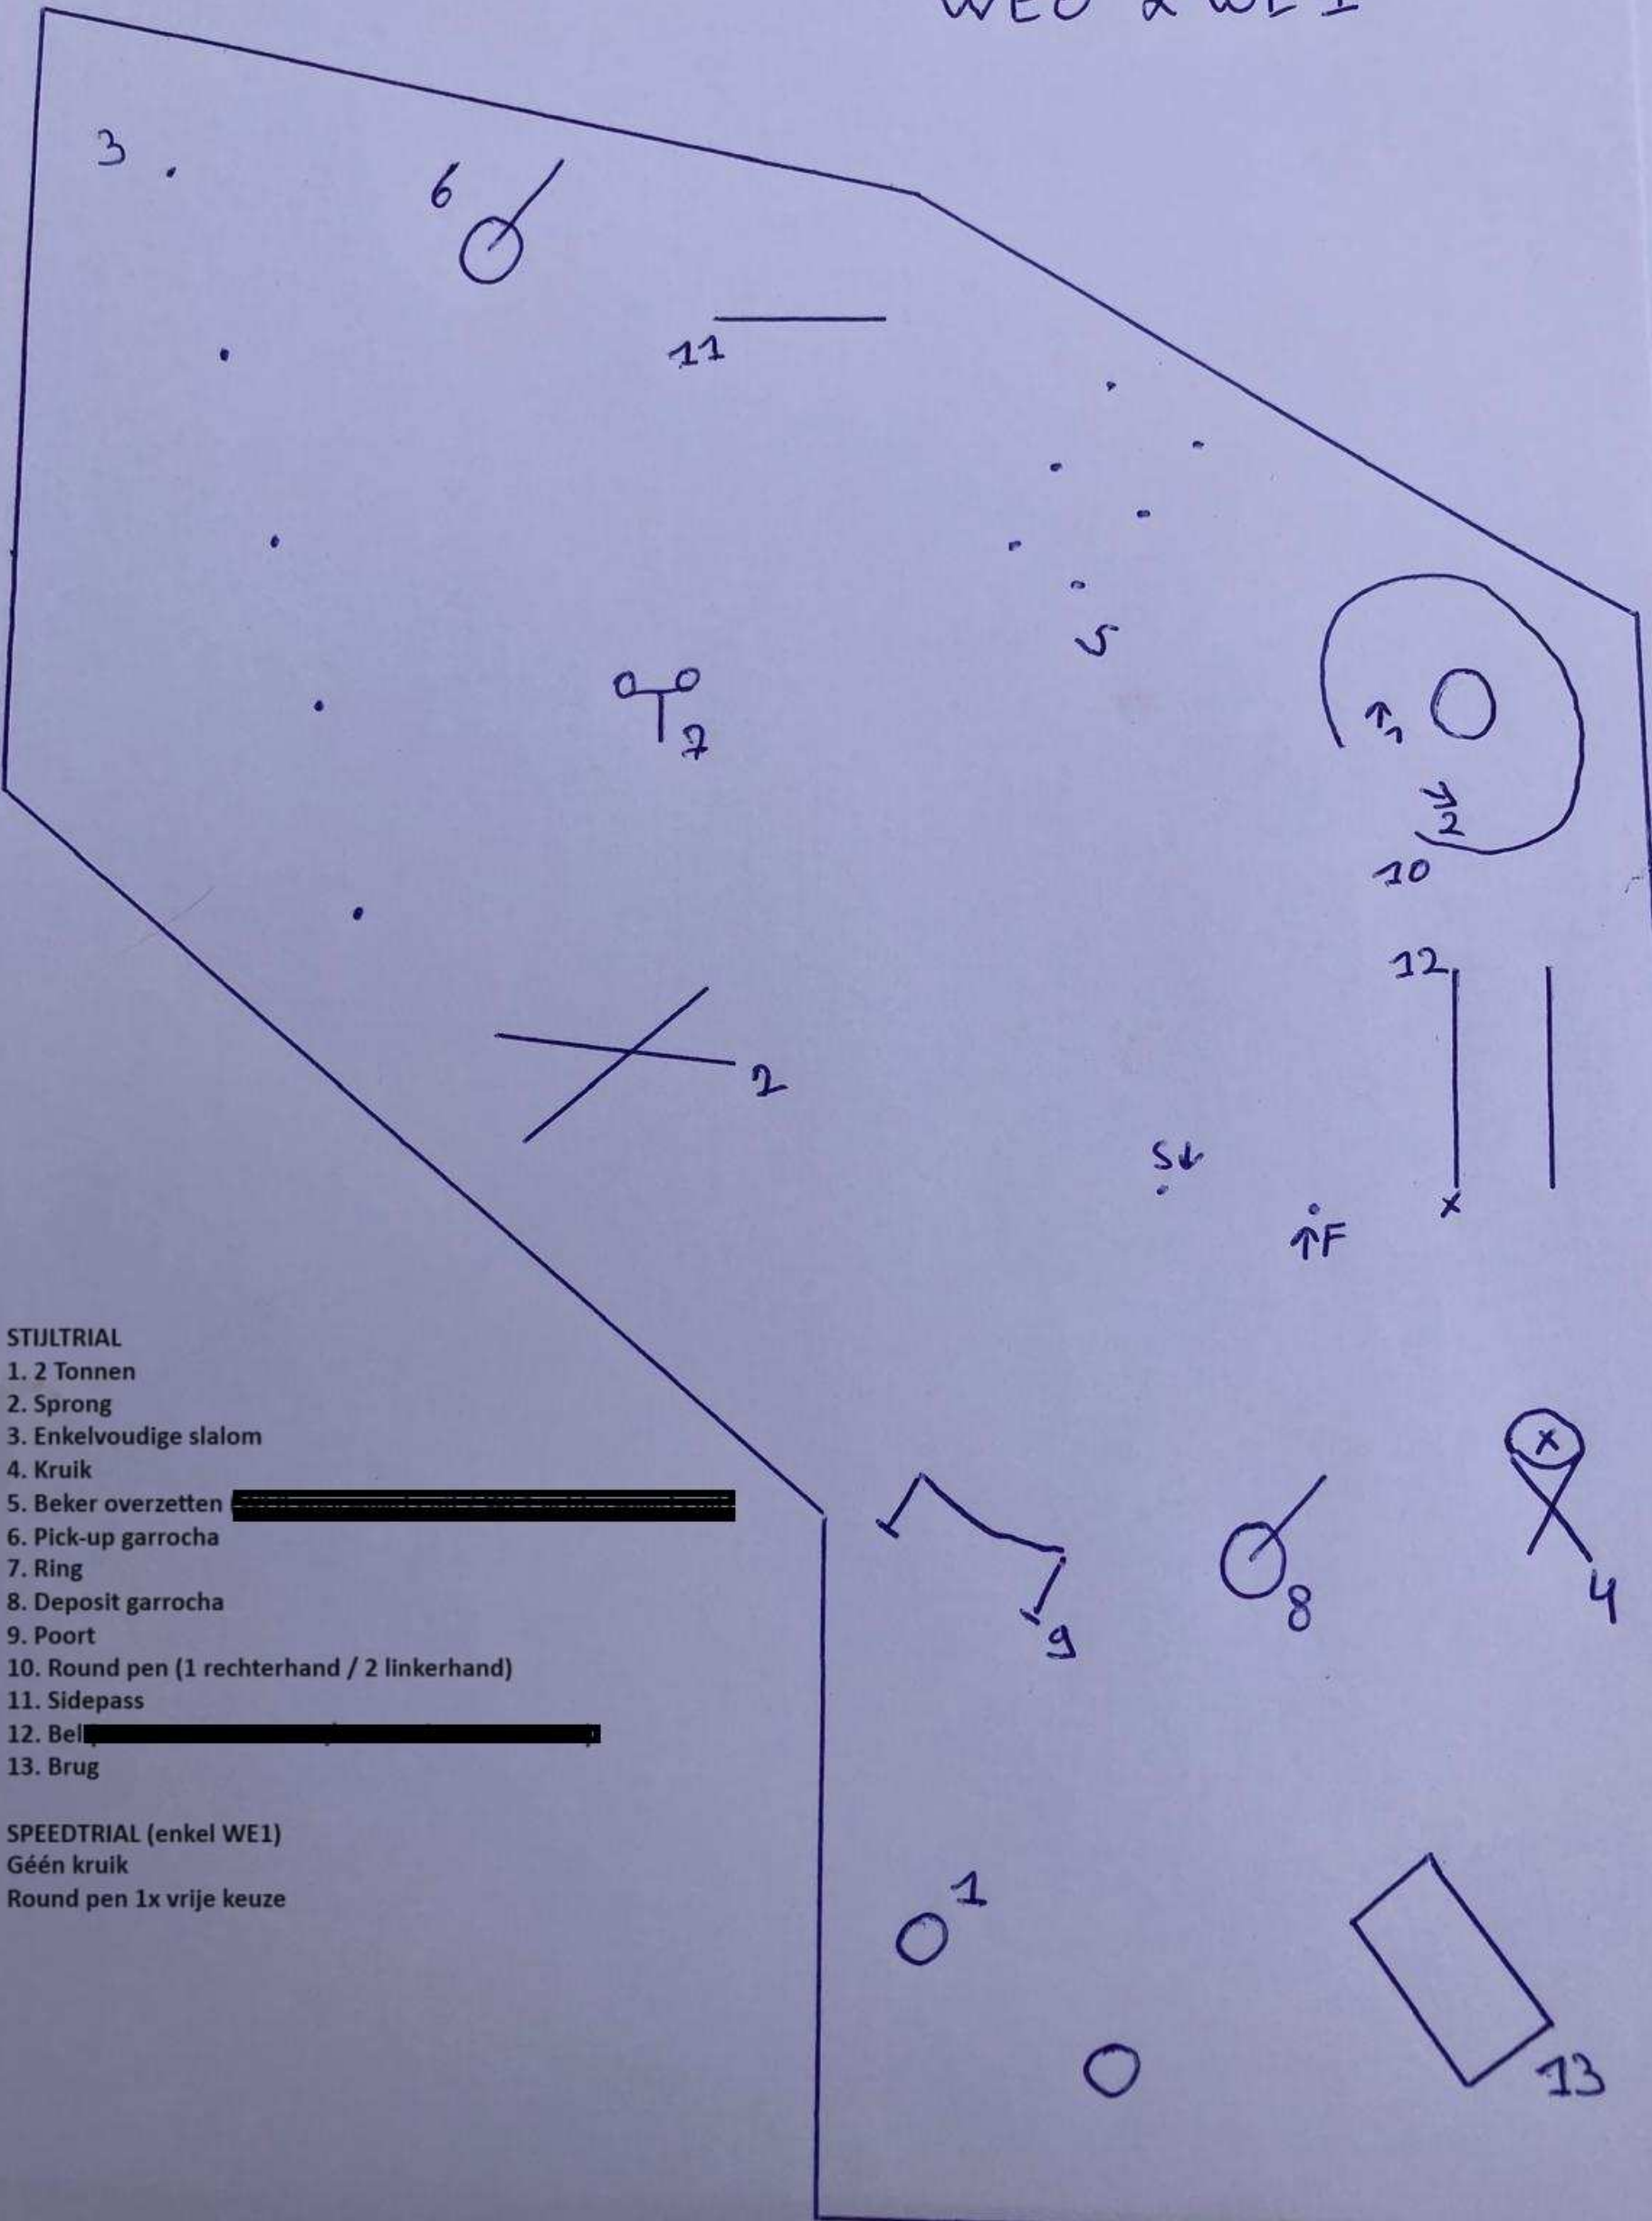 WE0 & WE1
3
6
11
5
7
1
2
10
12
2
S
F
9
8
4
1
13
STIJLTRIAL
1. 2 Tonnen
2. Sprong
3. Enkelvoudige slalom
4. Kruik
5. Beker overzetten
6. Pick-up garrocha
7. Ring
8. Deposit garrocha
9. Poort
10. Round pen (1 rechterhand / 2 linkerhand)
11. Sidepass
12. Bel
13. Brug
SPEEDTRIAL (enkel WE1)
Géén kruik
Round pen 1x vrije keuze